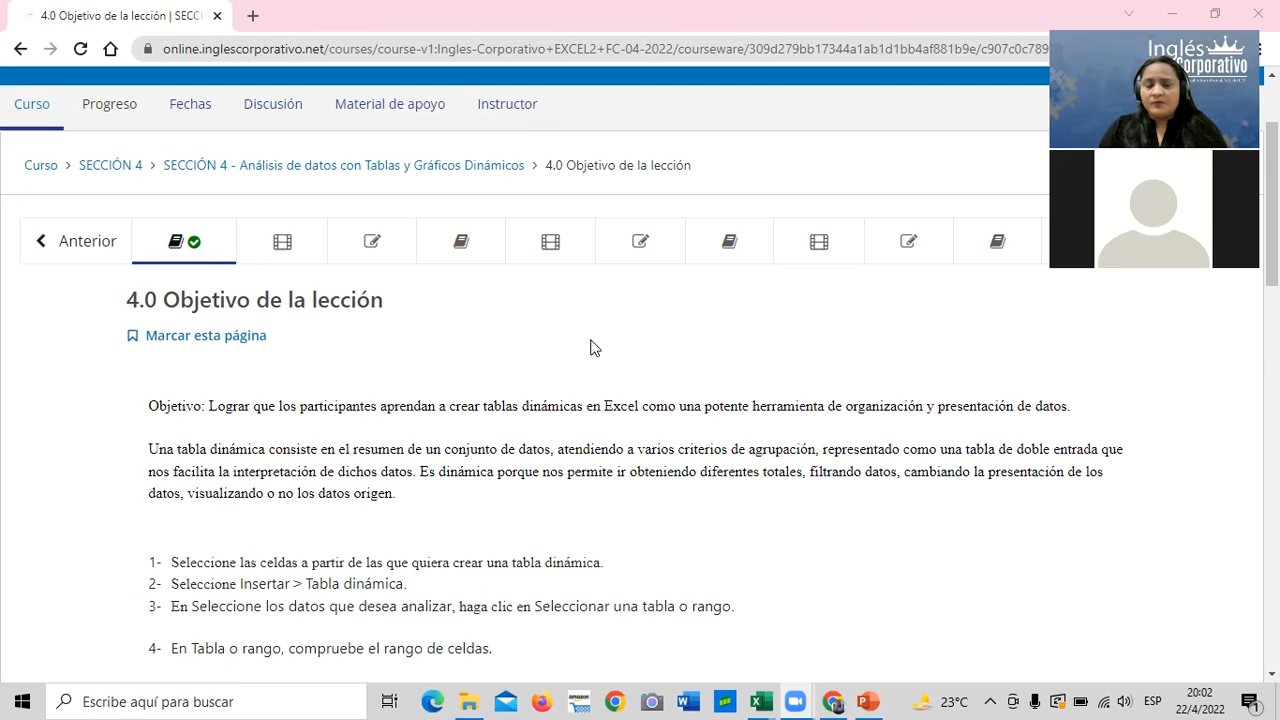 4.0 Objetivo de la lección | SECC
online.inglescorporativo.net/courses/course-v1:Ingles-Corporativo+EXCEL2+FC-04-2022/courseware/309d279bb17344a1ab1d1bb4af881b9e/c907c0c789
Inglés
Corporativo
Curso Progreso Fechas Discusión Material de apoyo Instructor
Curso > SECCIÓN 4 > SECCIÓN 4 - Análisis de datos con Tablas y Gráficos Dinámicos > 4.0 Objetivo de la lección
Anterior
4.0 Objetivo de la lección
Marcar esta página
Objetivo: Lograr que los participantes aprendan a crear tablas dinámicas en Excel como una potente herramienta de organización y presentación de datos.
Una tabla dinámica consiste en el resumen de un conjunto de datos, atendiendo a varios criterios de agrupación, representado como una tabla de doble entrada que
nos facilita la interpretación de dichos datos. Es dinámica porque nos permite ir obteniendo diferentes totales, filtrando datos, cambiando la presentación de los
datos, visualizando o no los datos origen.
1- Seleccione las celdas a partir de las que quiera crear una tabla dinámica.
2- Seleccione Insertar > Tabla dinámica.
3- En Seleccione los datos que desea analizar, haga clic en Seleccionar una tabla o rango.
4- En Tabla o rango, compruebe el rango de celdas.
Escribe aquí para buscar
23°C
ESP
20:02
22/4/2022